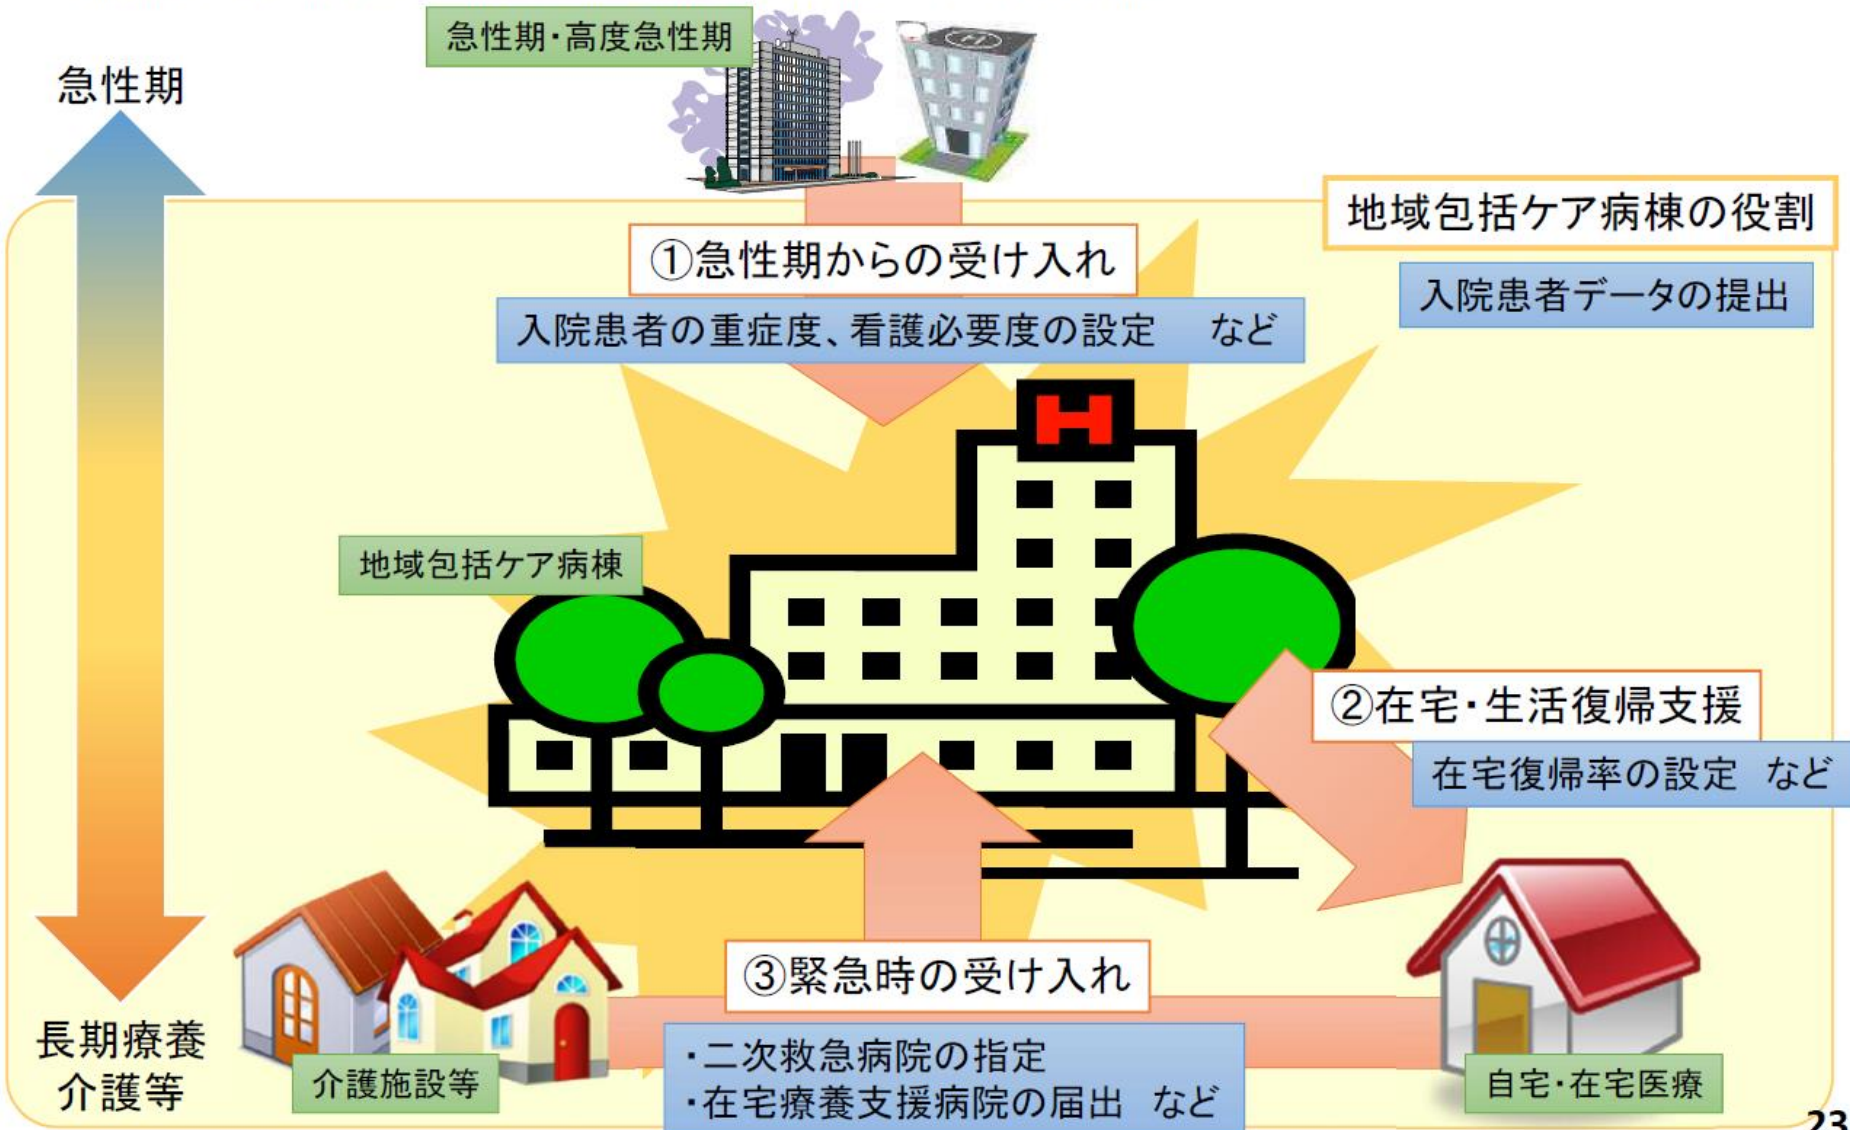 急性期・高度急性期
急性期
地域包括ケア病棟の役割
①急性期からの受け入れ
入院患者データの提出
入院患者の重症度、看護必要度の設定　など
H
H
地域包括ケア病棟
②在宅・生活復帰支援
在宅復帰率の設定　など
③緊急時の受け入れ
・二次救急病院の指定
・在宅療養支援病院の届出　など
長期療養
介護等
介護施設等
自宅・在宅医療
23